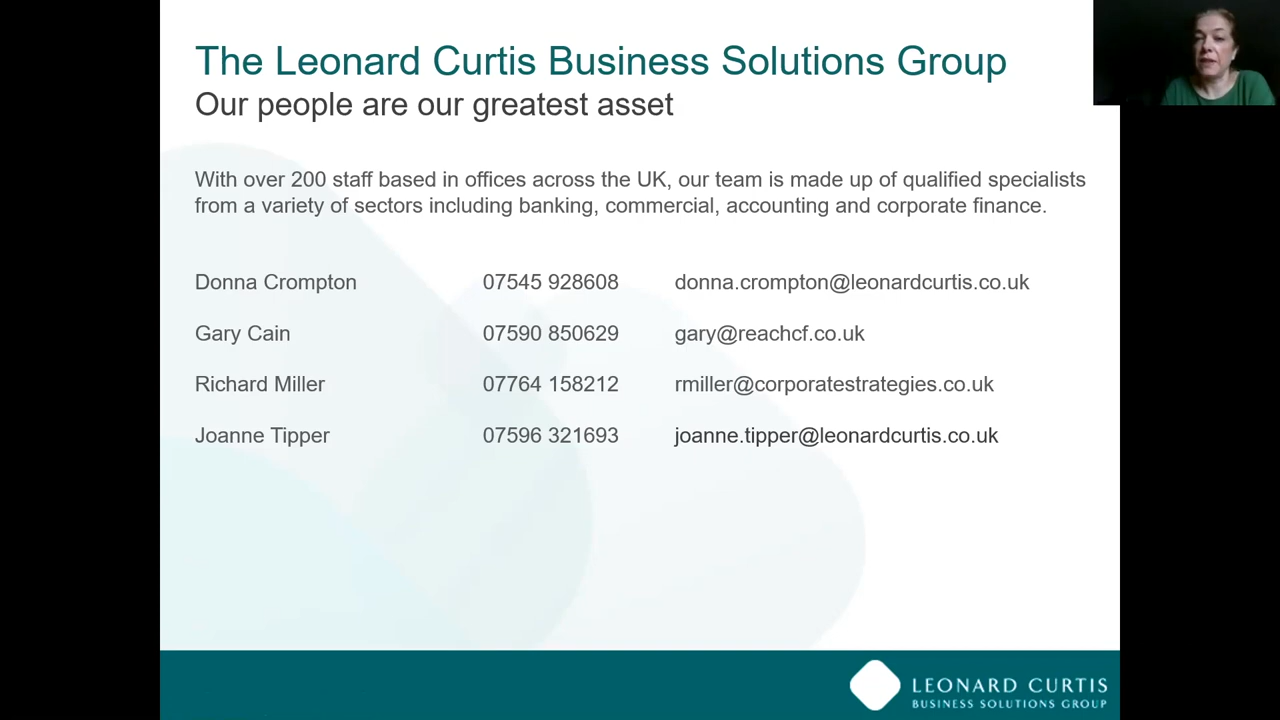 The Leonard Curtis Business Solutions Group
Our people are our greatest asset
With over 200 staff based in offices across the UK, our team is made up of qualified specialists
from a variety of sectors including banking, commercial, accounting and corporate finance.
Donna Crompton 07545 928608 donna.crompton@leonardcurtis.co.uk
Gary Cain 07590 850629 gary@reachcf.co.uk
Richard Miller 07764 158212 rmiller@corporatestrategies.co.uk
Joanne Tipper 07596 321693 joanne.tipper@leonardcurtis.co.uk
LEONARD CURTIS
BUSINESS SOLUTIONS GROUP